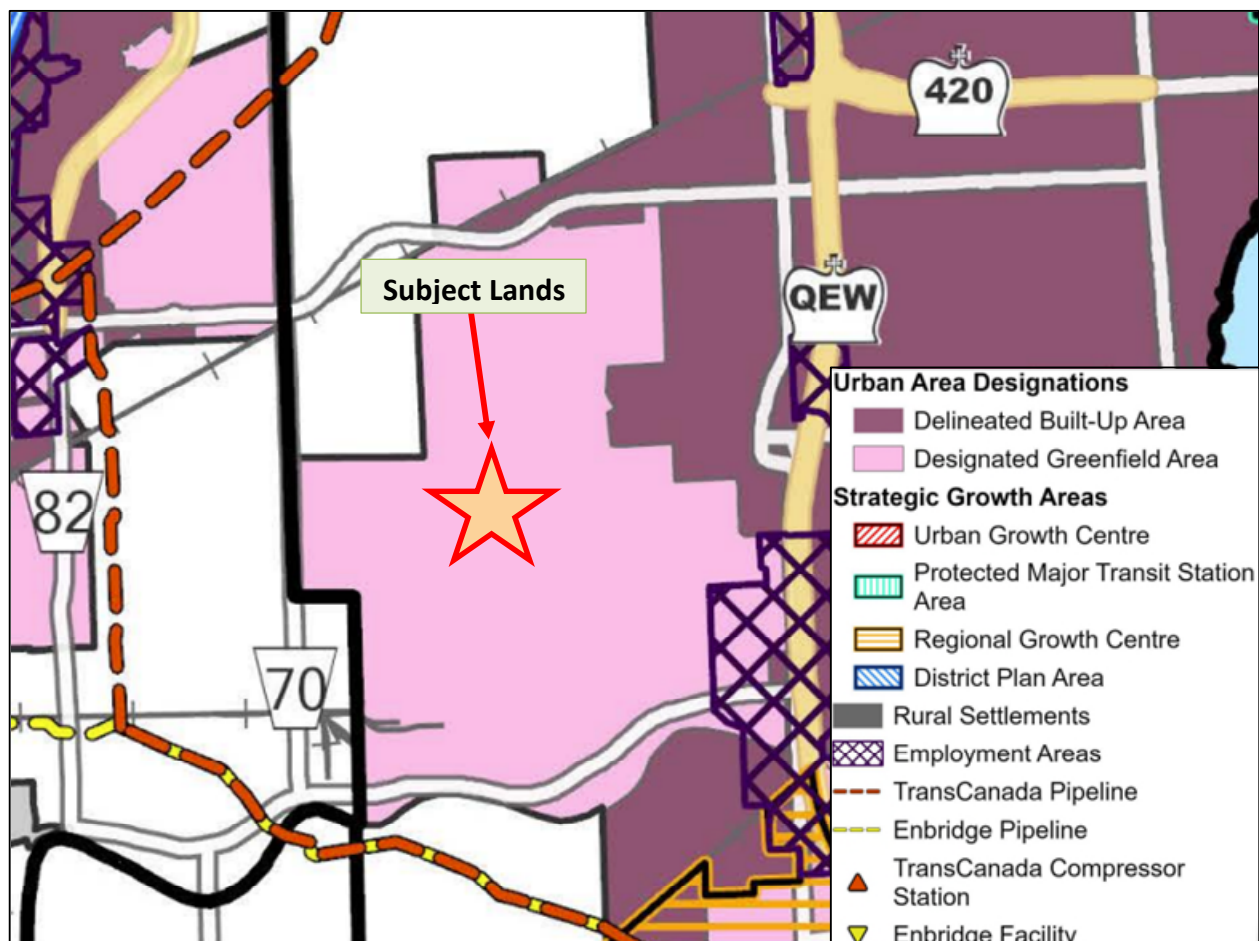 420
Subject Lands
QEW
82
70
Urban Area Designations
Delineated Built-Up Area
Designated Greenfield Area
Strategic Growth Areas
Urban Growth Centre
Protected Major Transit Station
Area
Regional Growth Centre
District Plan Area
Rural Settlements
Employment Areas
TransCanada Pipeline
Enbridge Pipeline
TransCanada Compressor
Station
Enbridge Facility